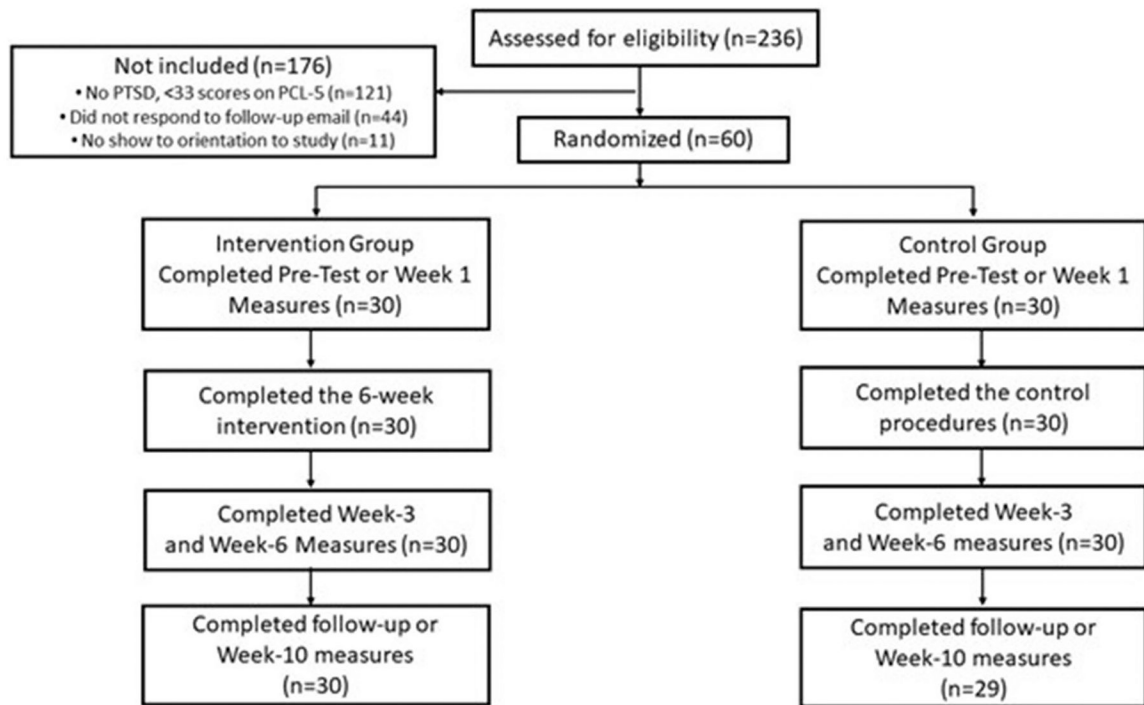 Assessed for eligibility (n=236)
Not included (n=176)
• No PTSD, <33 scores on PCL-5 (n=121)
• Did not respond to follow-up email (n=44)
• No show to orientation to study (n=11)
Randomized (n=60)
Intervention Group
Completed Pre-Test or Week 1
Measures (n=30)
Control Group
Completed Pre-Test or Week 1
Measures (n=30)
Completed the 6-week
intervention (n=30)
Completed the control
procedures (n=30)
Completed Week-3
and Week-6 Measures (n=30)
Completed Week-3
and Week-6 measures (n=30)
Completed follow-up or
Week-10 measures
(n=30)
Completed follow-up or
Week-10 measures
(n=29)